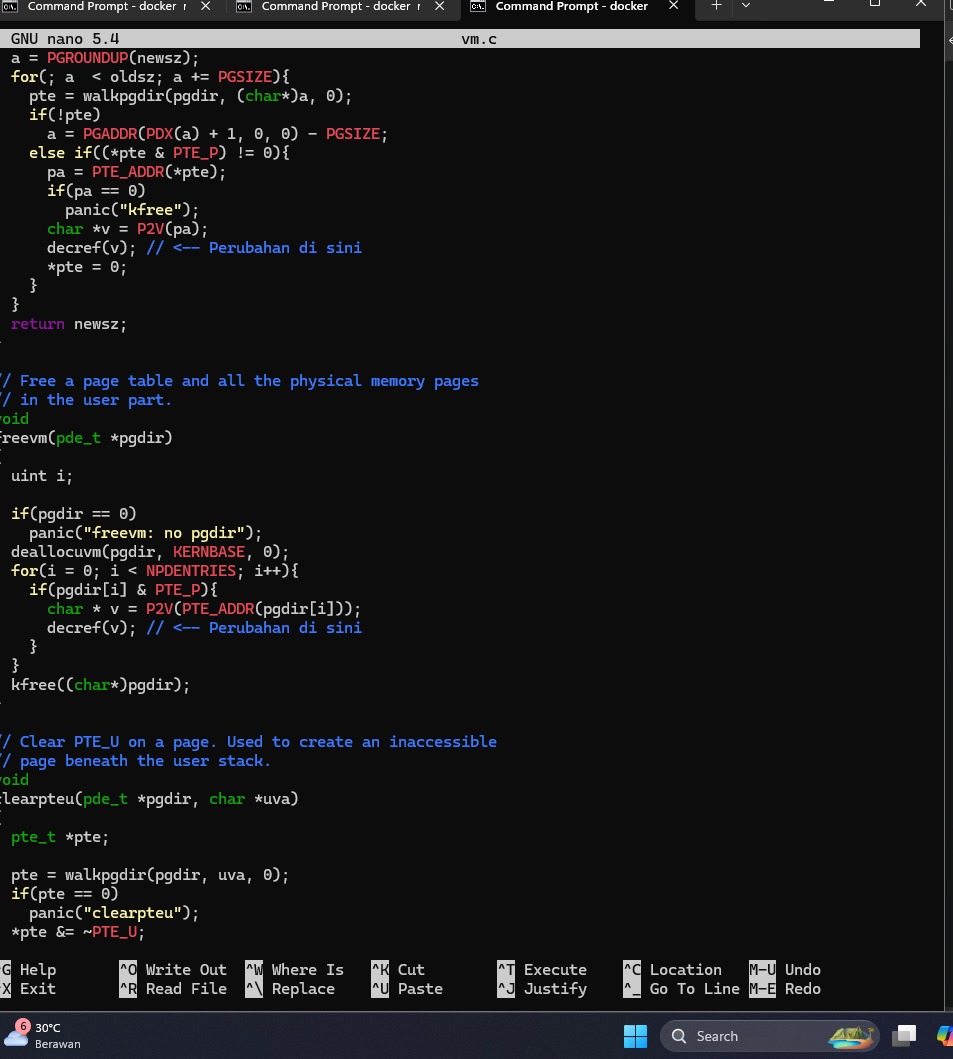 Command Prompt - docker r
Command Prompt - docker r
Command Prompt - docker
GNU nano 5.4 vm.c
a = PGROUNDUP(newsz);
for(; a  < oldsz; a += PGSIZE){
pte = walkpgdir(pgdir, (char*)a, 0);
if(!pte)
a = PGADDR(PDX(a) + 1, 0, 0) - PGSIZE;
else if((*pte & PTE_P) != 0){
pa = PTE_ADDR(*pte);
if(pa == 0)
panic("kfree");
char *v = P2V(pa);
decref(v); // <-- Perubahan di sini
*pte = 0;
}
}
return newsz;
/ Free a page table and all the physical memory pages
/ in the user part.
oid
freevm(pde_t *pgdir)
uint i;
if(pgdir == 0)
panic("freevm: no pgdir");
deallocuvm(pgdir, KERNBASE, 0);
for(i = 0; i < NPDENTRIES; i++){
if(pgdir[i] & PTE_P){
char * v = P2V(PTE_ADDR(pgdir[i]));
decref(v); // <-- Perubahan di sini
}
}
kfree((char*)pgdir);
/ Clear PTE_U on a page. Used to create an inaccessible
/ page beneath the user stack.
oid
clearpteu(pde_t *pgdir, char *uva)
pte_t *pte;
pte = walkpgdir(pgdir, uva, 0);
if(pte == 0)
panic("clearpteu");
*pte &= ~PTE_U;
G Help ^O Write Out ^W Where Is ^K Cut ^T Execute ^C Location M-U Undo
X Exit ^R Read File ^\ Replace ^U Paste ^J Justify ^_ Go To Line M-E Redo
6
30°C
Berawan
Search